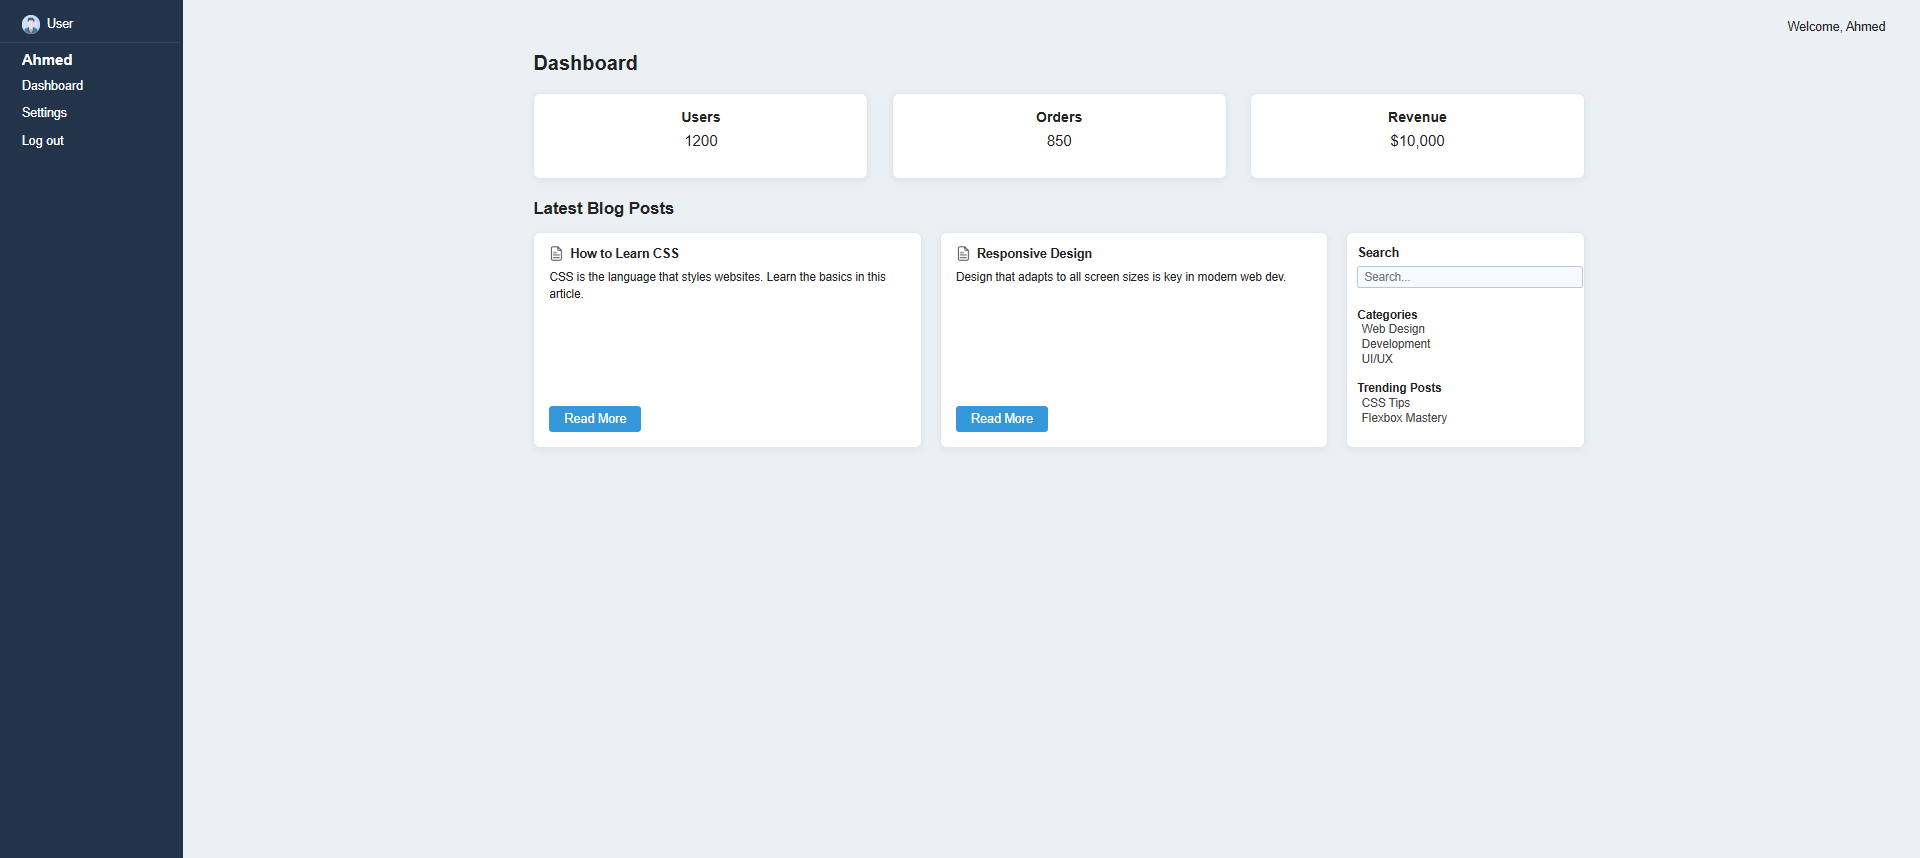 User
Ahmed
Dashboard
Settings
Log out
Welcome, Ahmed
Dashboard
Users
1200
Orders
850
Revenue
$10,000
Latest Blog Posts
How to Learn CSS
CSS is the language that styles websites. Learn the basics in this
article.
Read More
Responsive Design
Design that adapts to all screen sizes is key in modern web dev.
Read More
Search
Search...
Categories
Web Design
Development
UI/UX
Trending Posts
CSS Tips
Flexbox Mastery